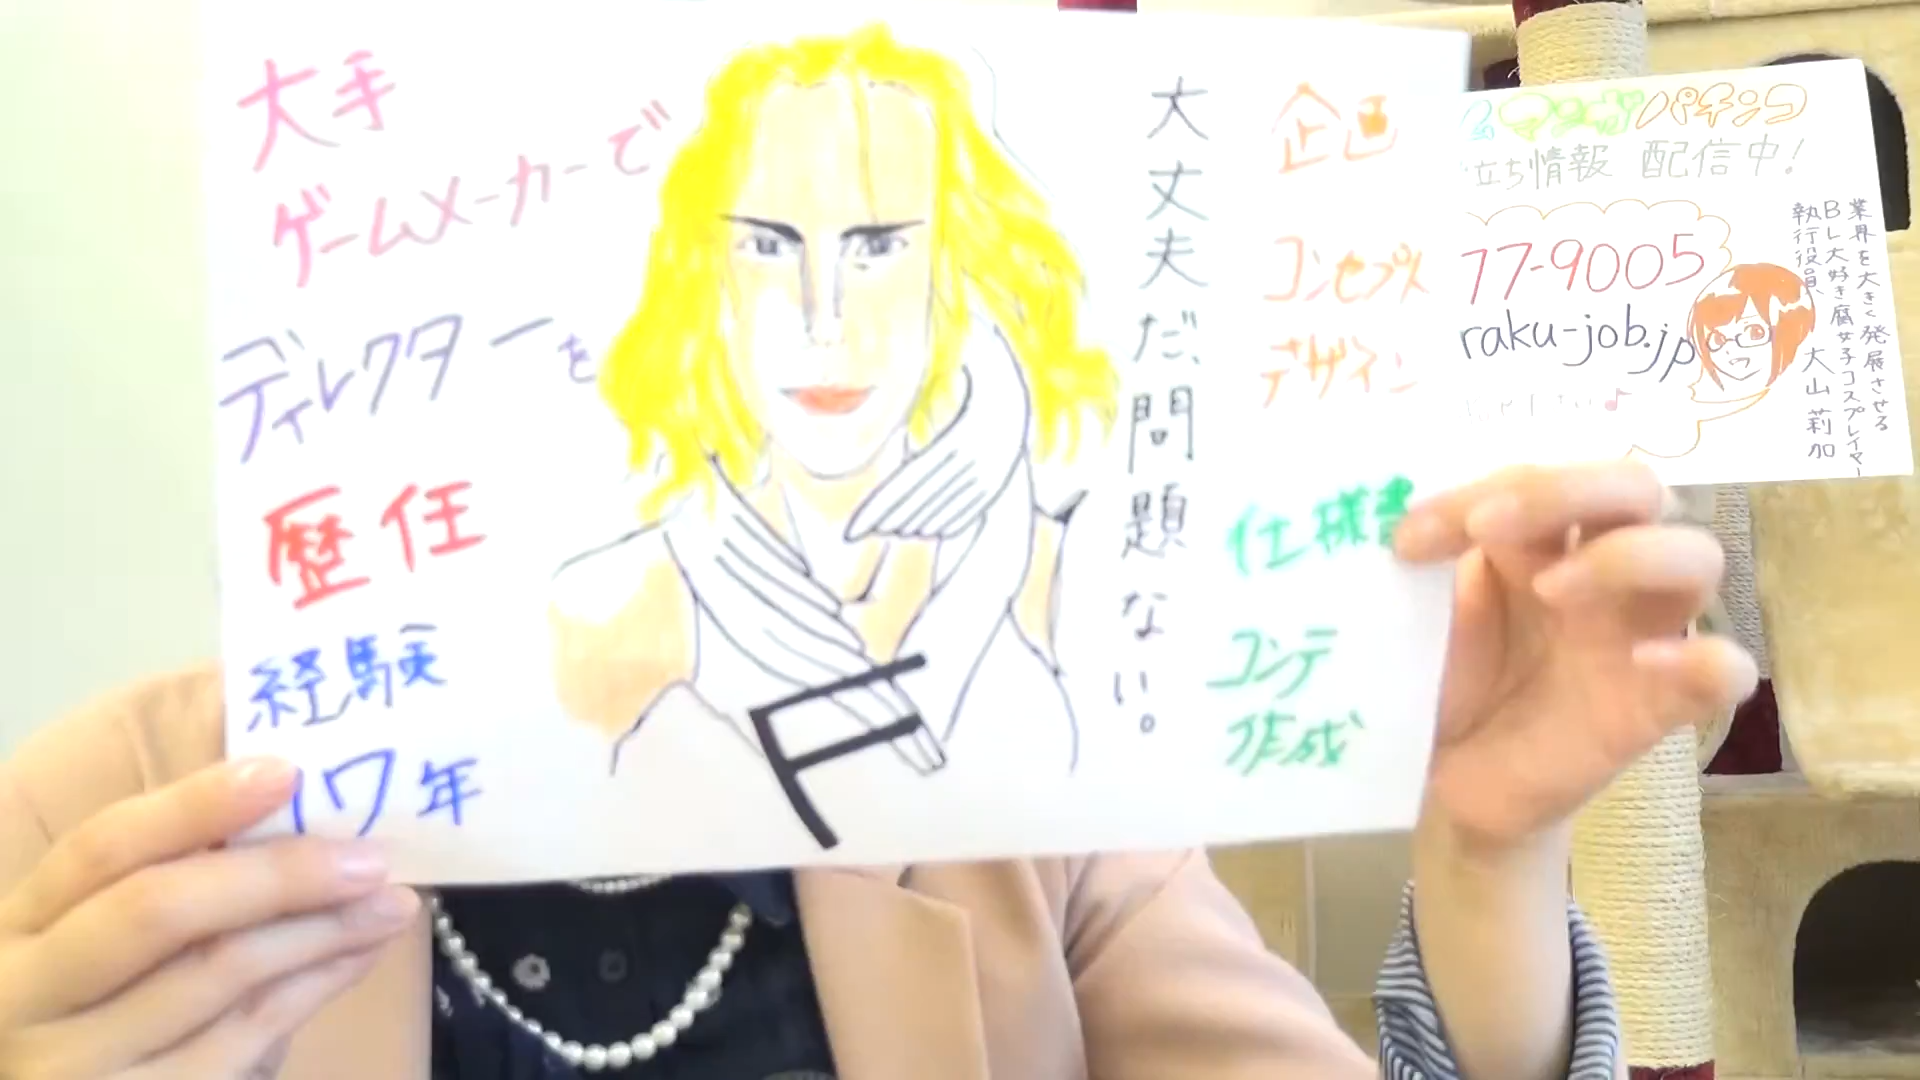 大手
ゲームメーカーで
ディレクターを
歴任
経験
17年
大丈夫だ、問題ない。
企画
コンセプト
デザイン
仕様書
コンテ
作成
F
マンガパチンコ
立ち情報 配信中!
77-9005
raku-job.jp
業界を大きく発展させる
BL大好き腐女子コスプレイヤー
執行役員、大山莉加